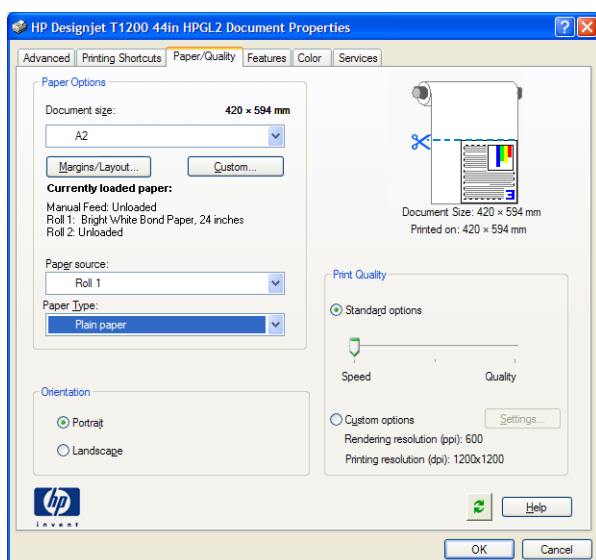 HP Designjet T1200 44in HPGL2 Document Properties
Advanced Printing Shortcuts Paper/Quality Features Color Services
Paper Options
Document size: 420 × 594 mm
A2
Margins/Layout... Custom...
Currently loaded paper:
Manual Feed: Unloaded
Roll 1: Bright White Bond Paper, 24 inches
Roll 2: Unloaded
Paper source:
Roll 1
Paper Type:
Plain paper
Orientation
Portrait
Landscape
3
Document Size: 420 × 594 mm
Printed on: 420 × 594 mm
Print Quality
Standard options
Speed Quality
Custom options Settings...
Rendering resolution (ppi): 600
Printing resolution (dpi): 1200x1200
hp
invent
Help
OK Cancel